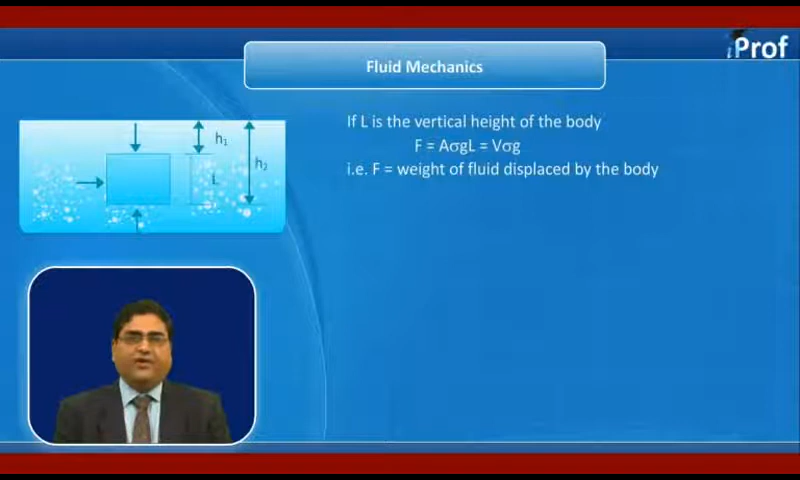 iProf
Fluid Mechanics
If L is the vertical height of the body
F = AσgL = Vσg
i.e. F = weight of fluid displaced by the body
h₁
h₂
L